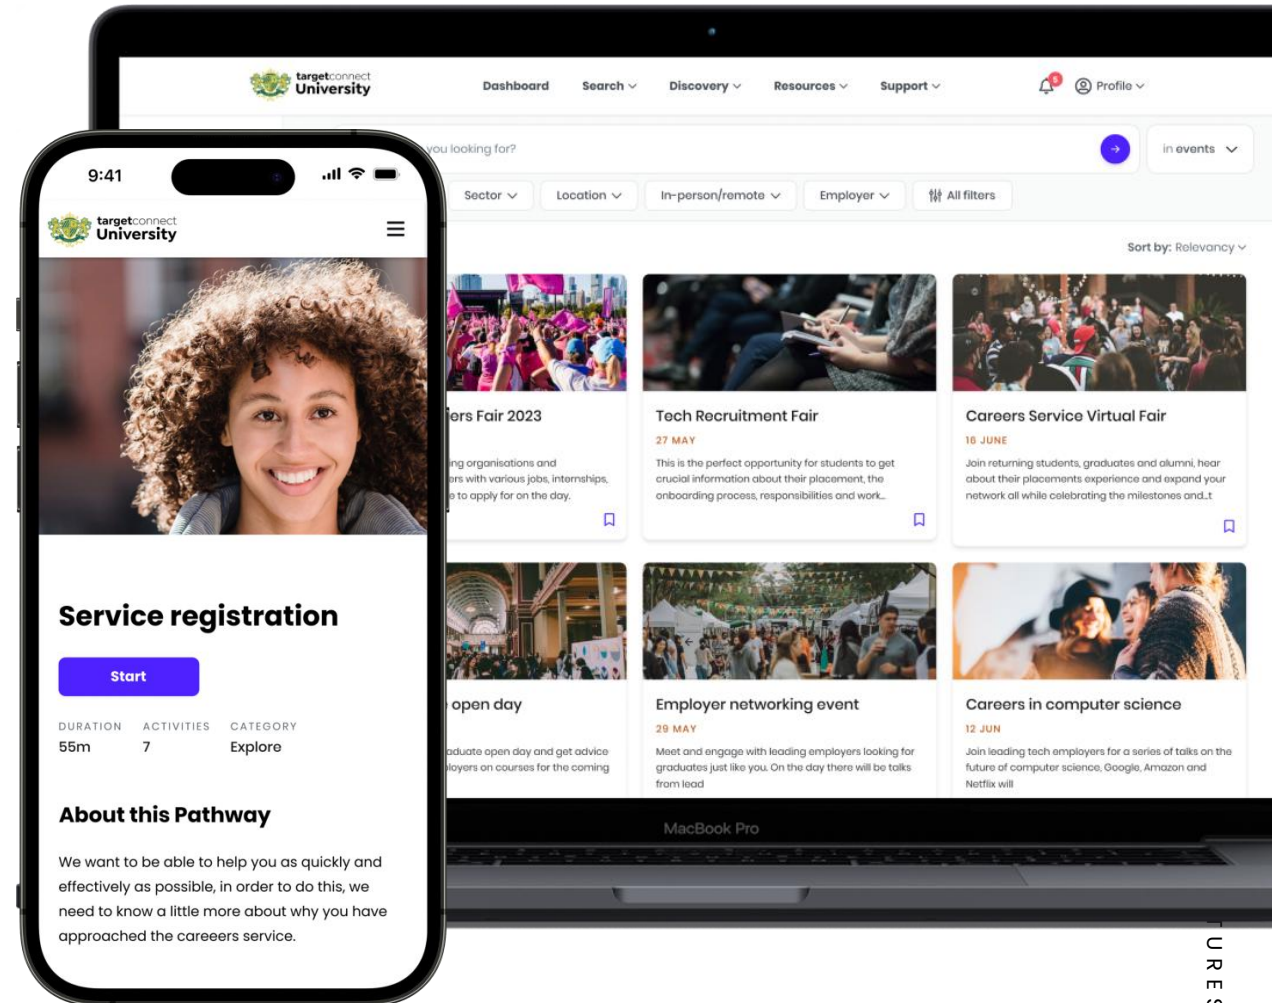 targetconnect
University
Dashboard
Search
Discovery
Resources
Support
5
Profile
you looking for?
in events
Sector
Location
In-person/remote
Employer
All filters
Sort by: Relevancy
ers Fair 2023
ing organisations and
ers with various jobs, internships,
e to apply for on the day.
Tech Recruitment Fair
27 MAY
This is the perfect opportunity for students to get
crucial information about their placement, the
onboarding process, responsibilities and work...
Careers Service Virtual Fair
16 JUNE
Join returning students, graduates and alumni, hear
about their placements experience and expand your
network all while celebrating the milestones and...t
open day
aduate open day and get advice
loyers on courses for the coming
Employer networking event
29 MAY
Meet and engage with leading employers looking for
graduates just like you. On the day there will be talks
from lead
Careers in computer science
12 JUN
Join leading tech employers for a series of talks on the
future of computer science, Google, Amazon and
Netflix will
MacBook Pro
9:41
targetconnect
University
Service registration
Start
DURATION ACTIVITIES CATEGORY
55m 7 Explore
About this Pathway
We want to be able to help you as quickly and
effectively as possible, in order to do this, we
need to know a little more about why you have
approached the careeers service.
TURES